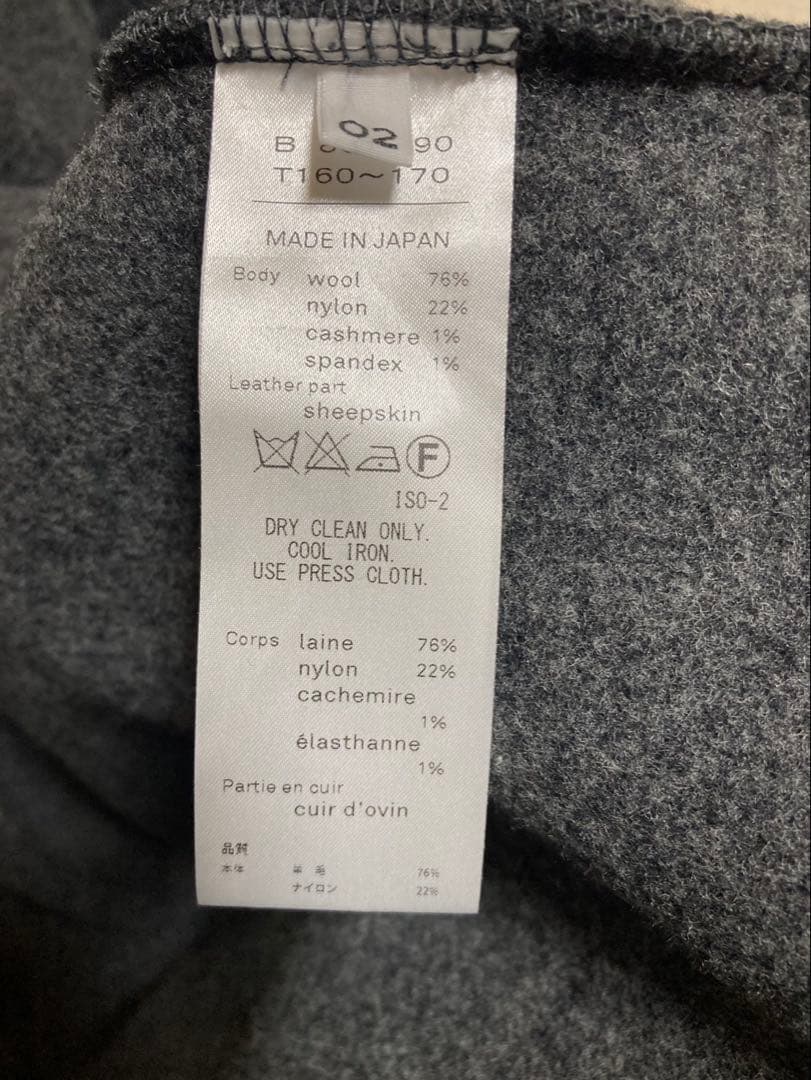 02
B 90
T160~170
MADE IN JAPAN
Body wool 76%
nylon 22%
cashmere 1%
spandex 1%
Leather part
sheepskin
F
ISO-2
DRY CLEAN ONLY.
COOL IRON.
USE PRESS CLOTH.
Corps laine 76%
nylon 22%
cachemire
1%
élasthanne
1%
Partie en cuir
cuir d'ovin
品質
本体 羊毛 76%
ナイロン 22%